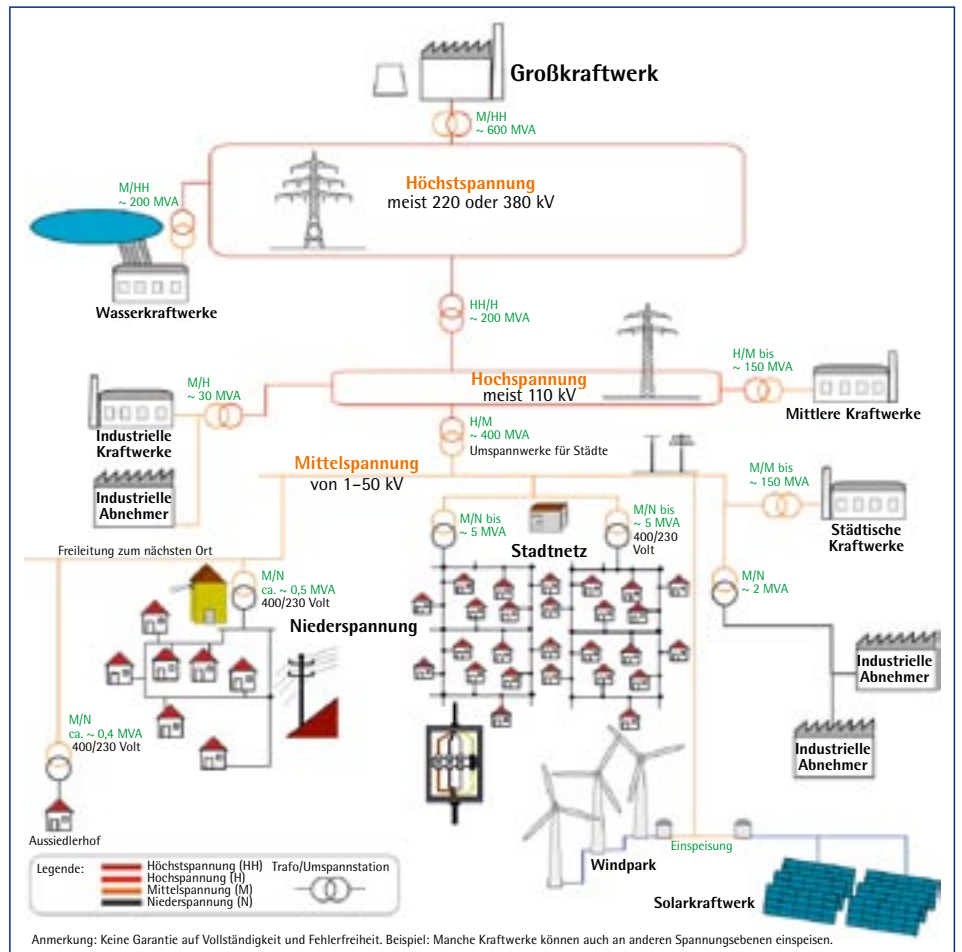 Großkraftwerk
M/HH
~ 600 MVA
Höchstspannung
meist 220 oder 380 kV
M/HH
~ 200 MVA
Wasserkraftwerke
HH/H
~ 200 MVA
Hochspannung
meist 110 kV
H/M bis
~ 150 MVA
Mittlere Kraftwerke
M/H
~ 30 MVA
Industrielle
Kraftwerke
Industrielle
Abnehmer
H/M
~ 400 MVA
Umspannwerke für Städte
Mittelspannung
von 1–50 kV
M/M bis
~ 150 MVA
Städtische
Kraftwerke
M/N bis
~ 5 MVA
Stadtnetz
M/N bis
~ 5 MVA
400/230
Volt
Freileitung zum nächsten Ort
M/N
ca. ~ 0,5 MVA
400/230 Volt
Niederspannung
M/N
~ 2 MVA
Industrielle
Abnehmer
Industrielle
Abnehmer
M/N
ca. ~ 0,4 MVA
400/230 Volt
Aussiedlerhof
Windpark
Einspeisung
Solarkraftwerk
Legende:
Höchstspannung (HH)
Hochspannung (H)
Mittelspannung (M)
Niederspannung (N)
Trafo/Umspannstation
Anmerkung: Keine Garantie auf Vollständigkeit und Fehlerfreiheit. Beispiel: Manche Kraftwerke können auch an anderen Spannungsebenen einspeisen.